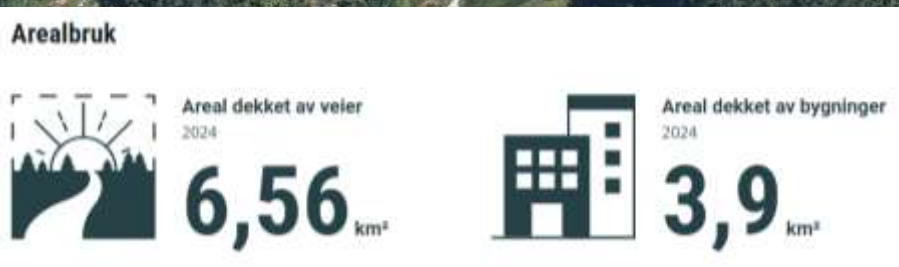 Arealbruk
Areal dekket av veier
2024
6,56 km²
Areal dekket av bygninger
2024
3,9 km²